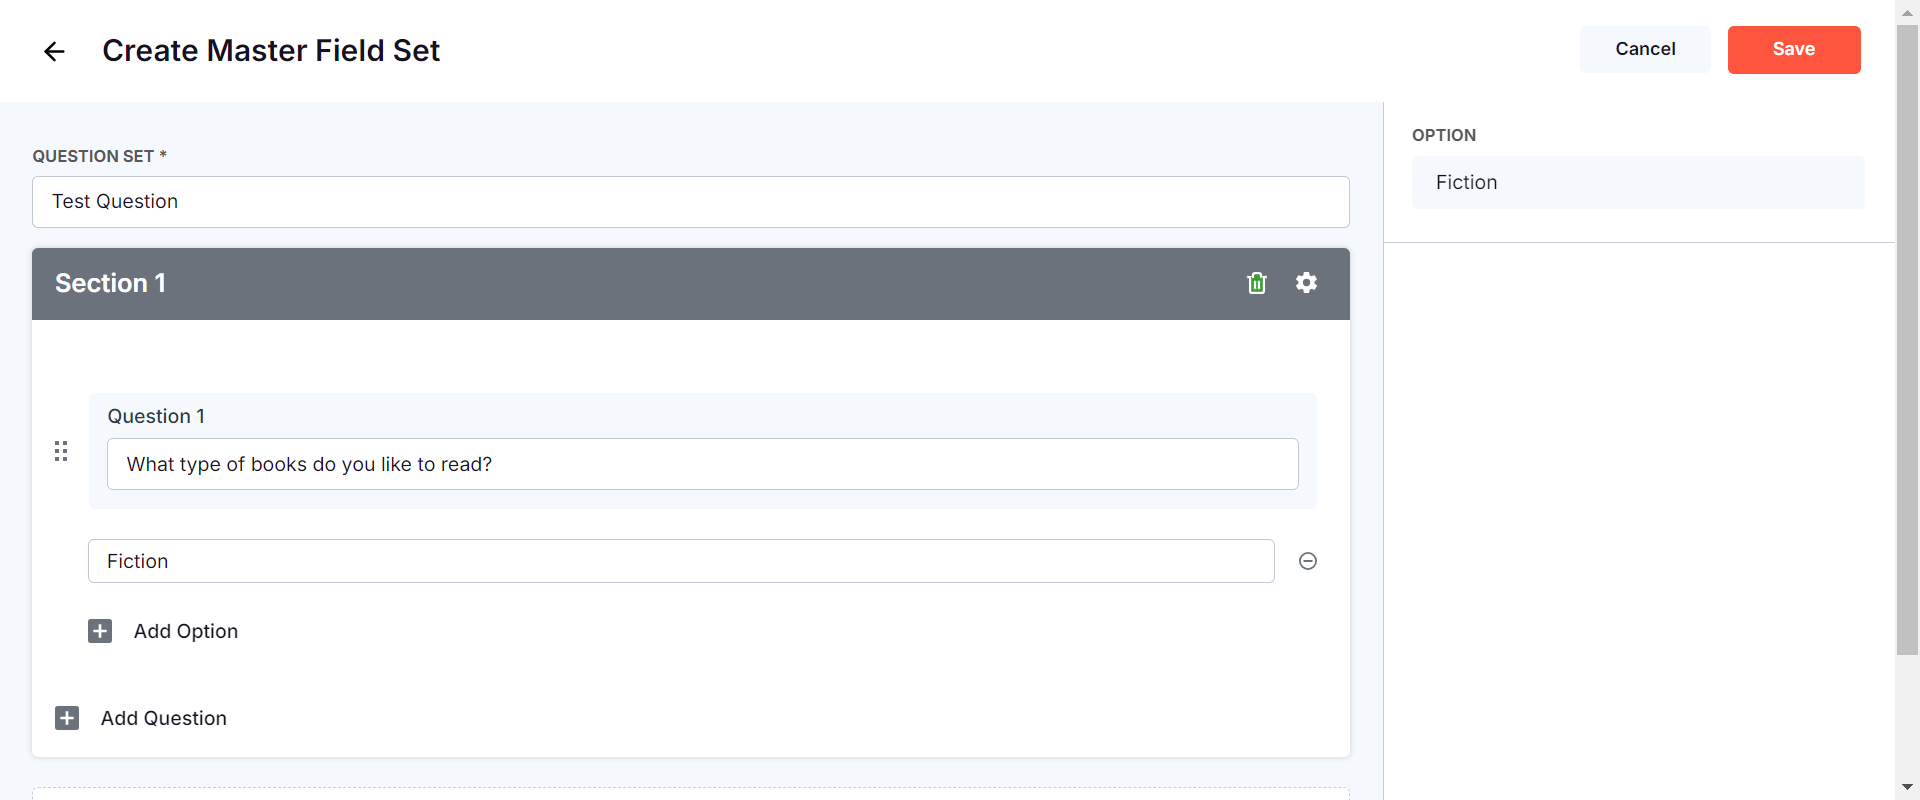 Create Master Field Set
Cancel
Save
QUESTION SET *
Test Question
Section 1
Question 1
What type of books do you like to read?
Fiction
Add Option
Add Question
OPTION
Fiction